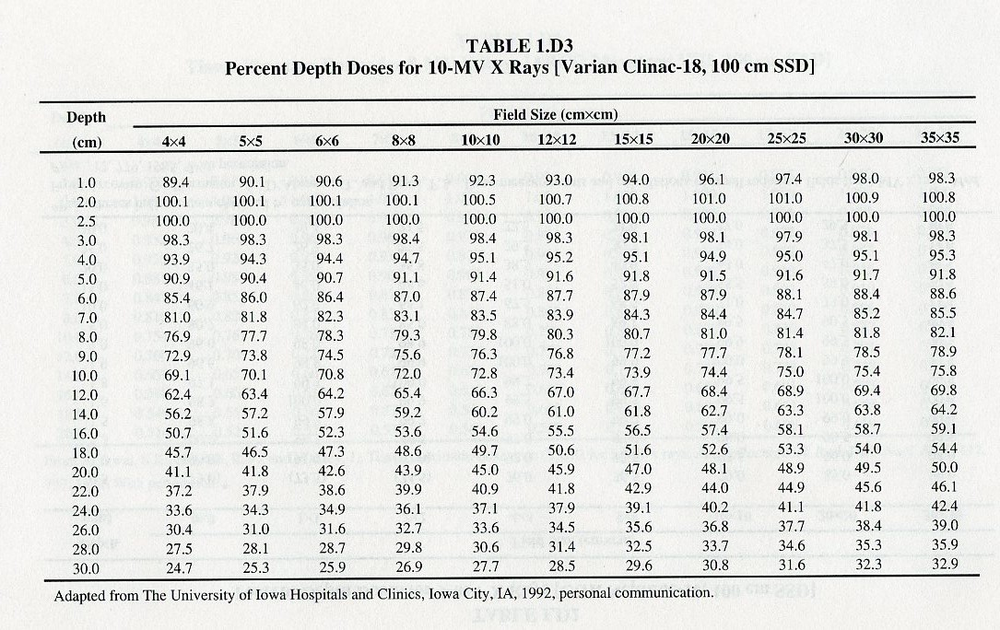 TABLE 1.D3
Percent Depth Doses for 10-MV X Rays [Varian Clinac-18, 100 cm SSD]
Depth Field Size (cm×cm)
(cm) 4×4 5×5 6×6 8×8 10×10 12×12 15×15 20×20 25×25 30×30 35×35
1.0 89.4 90.1 90.6 91.3 92.3 93.0 94.0 96.1 97.4 98.0 98.3
2.0 100.1 100.1 100.1 100.1 100.5 100.7 100.8 101.0 101.0 100.9 100.8
2.5 100.0 100.0 100.0 100.0 100.0 100.0 100.0 100.0 100.0 100.0 100.0
3.0 98.3 98.3 98.3 98.4 98.4 98.3 98.1 98.1 97.9 98.1 98.3
4.0 93.9 94.3 94.4 94.7 95.1 95.2 95.1 94.9 95.0 95.1 95.3
5.0 90.9 90.4 90.7 91.1 91.4 91.6 91.8 91.5 91.6 91.7 91.8
6.0 85.4 86.0 86.4 87.0 87.4 87.7 87.9 87.9 88.1 88.4 88.6
7.0 81.0 81.8 82.3 83.1 83.5 83.9 84.3 84.4 84.7 85.2 85.5
8.0 76.9 77.7 78.3 79.3 79.8 80.3 80.7 81.0 81.4 81.8 82.1
9.0 72.9 73.8 74.5 75.6 76.3 76.8 77.2 77.7 78.1 78.5 78.9
10.0 69.1 70.1 70.8 72.0 72.8 73.4 73.9 74.4 75.0 75.4 75.8
12.0 62.4 63.4 64.2 65.4 66.3 67.0 67.7 68.4 68.9 69.4 69.8
14.0 56.2 57.2 57.9 59.2 60.2 61.0 61.8 62.7 63.3 63.8 64.2
16.0 50.7 51.6 52.3 53.6 54.6 55.5 56.5 57.4 58.1 58.7 59.1
18.0 45.7 46.5 47.3 48.6 49.7 50.6 51.6 52.6 53.3 54.0 54.4
20.0 41.1 41.8 42.6 43.9 45.0 45.9 47.0 48.1 48.9 49.5 50.0
22.0 37.2 37.9 38.6 39.9 40.9 41.8 42.9 44.0 44.9 45.6 46.1
24.0 33.6 34.3 34.9 36.1 37.1 37.9 39.1 40.2 41.1 41.8 42.4
26.0 30.4 31.0 31.6 32.7 33.6 34.5 35.6 36.8 37.7 38.4 39.0
28.0 27.5 28.1 28.7 29.8 30.6 31.4 32.5 33.7 34.6 35.3 35.9
30.0 24.7 25.3 25.9 26.9 27.7 28.5 29.6 30.8 31.6 32.3 32.9
Adapted from The University of Iowa Hospitals and Clinics, Iowa City, IA, 1992, personal communication.